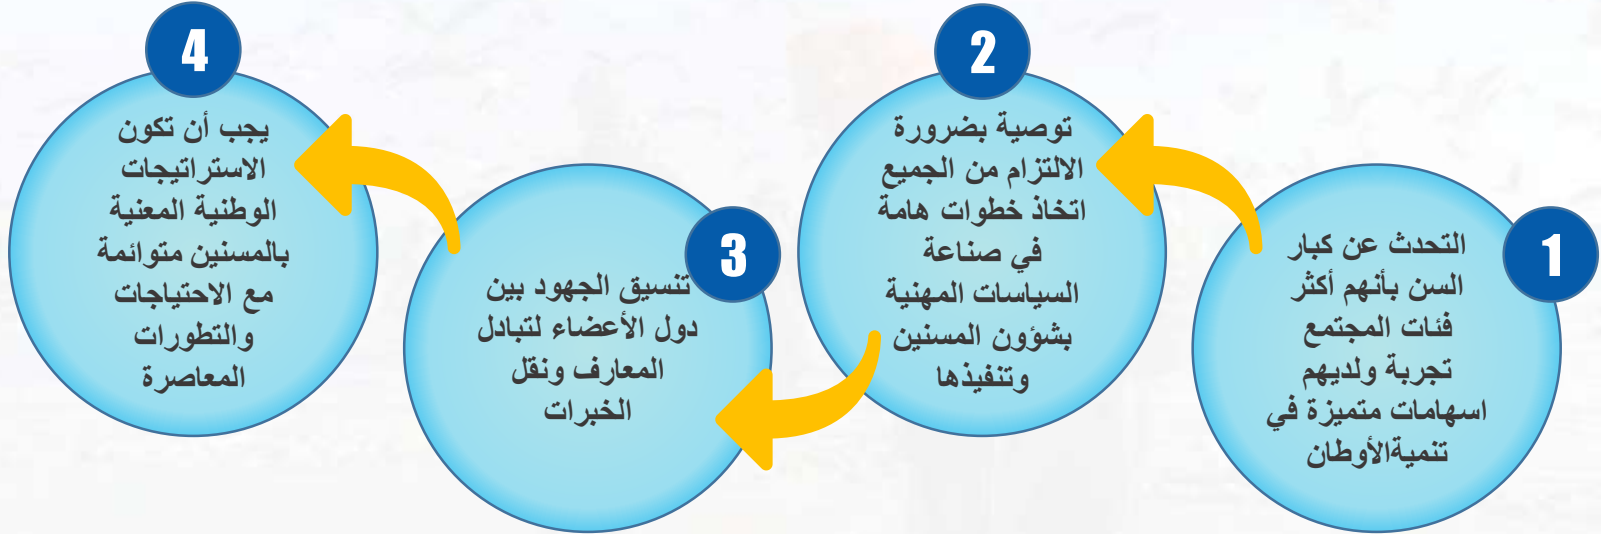 1
التحدث عن كبار
السن بأنهم أكثر
فئات المجتمع
تجربة ولديهم
اسهامات متميزة في
تنميةالأوطان
2
توصية بضرورة
الالتزام من الجميع
اتخاذ خطوات هامة
في صناعة
السياسات المهنية
بشؤون المسنين
وتنفيذها
3
تنسيق الجهود بين
دول الأعضاء لتبادل
المعارف ونقل
الخبرات
4
يجب أن تكون
الاستراتيجات
الوطنية المعنية
بالمسنين متوائمة
مع الاحتياجات
والتطورات
المعاصرة